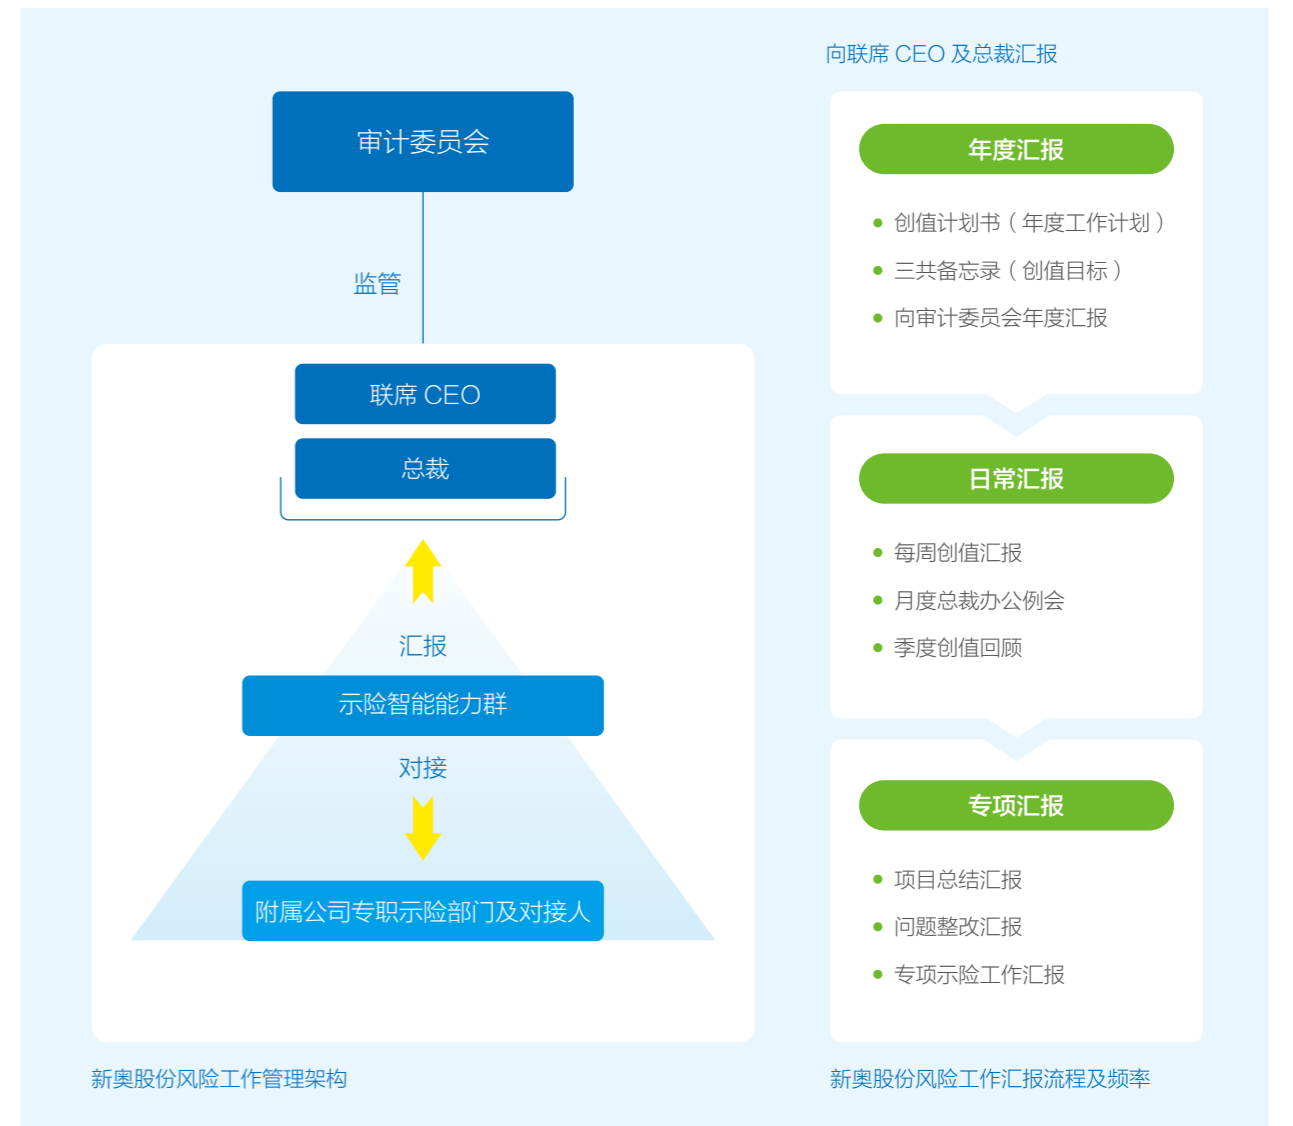 审计委员会
监管
联席 CEO
总裁
汇报
示险智能能力群
对接
附属公司专职示险部门及对接人
新奥股份风险工作管理架构
向联席 CEO 及总裁汇报
年度汇报
创值计划书（年度工作计划）
三共备忘录（创值目标）
向审计委员会年度汇报
日常汇报
每周创值汇报
月度总裁办公例会
季度创值回顾
专项汇报
项目总结汇报
问题整改汇报
专项示险工作汇报
新奥股份风险工作汇报流程及频率